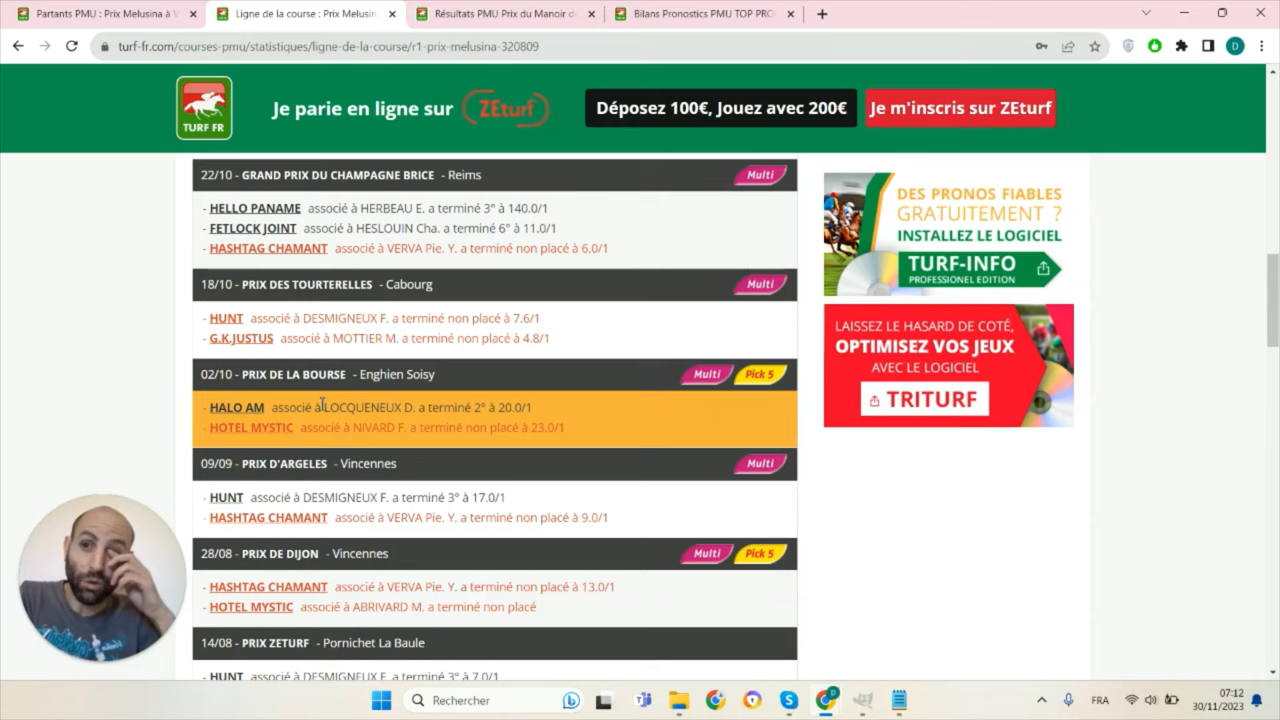 Partants PMU : Prix Melusina à V
Ligne de la course : Prix Melusin
Résultats PMU Prix du Manoir d
Bilans Pronostics PMU TOP PRO
turf-fr.com/courses-pmu/statistiques/ligne-de-la-course/r1-prix-melusina-320809
D
TURF FR
Je parie en ligne sur ZEturf
Déposez 100€, Jouez avec 200€
Je m'inscris sur ZEturf
22/10 - GRAND PRIX DU CHAMPAGNE BRICE - Reims Multi
- HELLO PANAME associé à HERBEAU E. a terminé 3° à 140.0/1
- FETLOCK JOINT associé à HESLOUIN Cha. a terminé 6° à 11.0/1
- HASHTAG CHAMANT associé à VERVA Pie. Y. a terminé non placé à 6.0/1
18/10 - PRIX DES TOURTERELLES - Cabourg Multi
- HUNT associé à DESMIGNEUX F. a terminé non placé à 7.6/1
- G.K.JUSTUS associé à MOTTIER M. a terminé non placé à 4.8/1
02/10 - PRIX DE LA BOURSE - Enghien Soisy Multi Pick 5
- HALO AM associé à LOCQUENEUX D. a terminé 2° à 20.0/1
- HOTEL MYSTIC associé à NIVARD F. a terminé non placé à 23.0/1
09/09 - PRIX D'ARGELES - Vincennes Multi
- HUNT associé à DESMIGNEUX F. a terminé 3° à 17.0/1
- HASHTAG CHAMANT associé à VERVA Pie. Y. a terminé non placé à 9.0/1
28/08 - PRIX DE DIJON - Vincennes Multi Pick 5
- HASHTAG CHAMANT associé à VERVA Pie. Y. a terminé non placé à 13.0/1
- HOTEL MYSTIC associé à ABRIVARD M. a terminé non placé
14/08 - PRIX ZETURF - Pornichet La Baule
- HUNT associé à DESMIGNEUX F. a terminé 3° à 7.0/1
DES PRONOS FIABLES
GRATUITEMENT ?
INSTALLEZ LE LOGICIEL
TURF-INFO
PROFESSIONEL EDITION
LAISSEZ LE HASARD DE COTÉ,
OPTIMISEZ VOS JEUX
AVEC LE LOGICIEL
TRITURF
Rechercher
FRA
07:12
30/11/2023